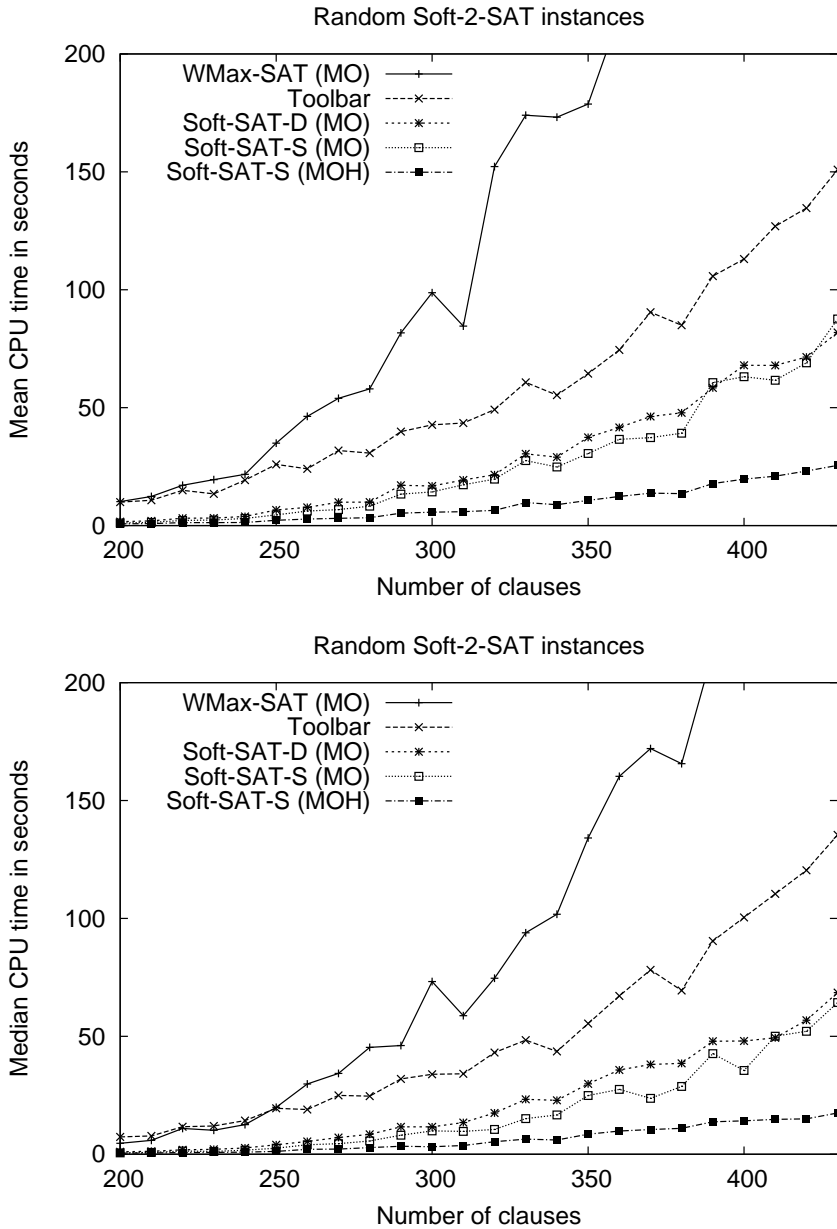 Random Soft-2-SAT instances
200
150
100
50
0
Mean CPU time in seconds
WMax-SAT (MO)
Toolbar
Soft-SAT-D (MO)
Soft-SAT-S (MO)
Soft-SAT-S (MOH)
200 250 300 350 400
Number of clauses
Random Soft-2-SAT instances
200
150
100
50
0
Median CPU time in seconds
WMax-SAT (MO)
Toolbar
Soft-SAT-D (MO)
Soft-SAT-S (MO)
Soft-SAT-S (MOH)
200 250 300 350 400
Number of clauses